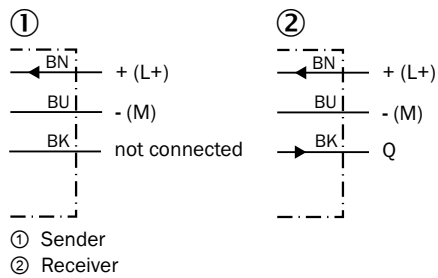 ① ②
BN + (L+) BN + (L+)
BU - (M) BU - (M)
BK not connected BK Q
① Sender
② Receiver